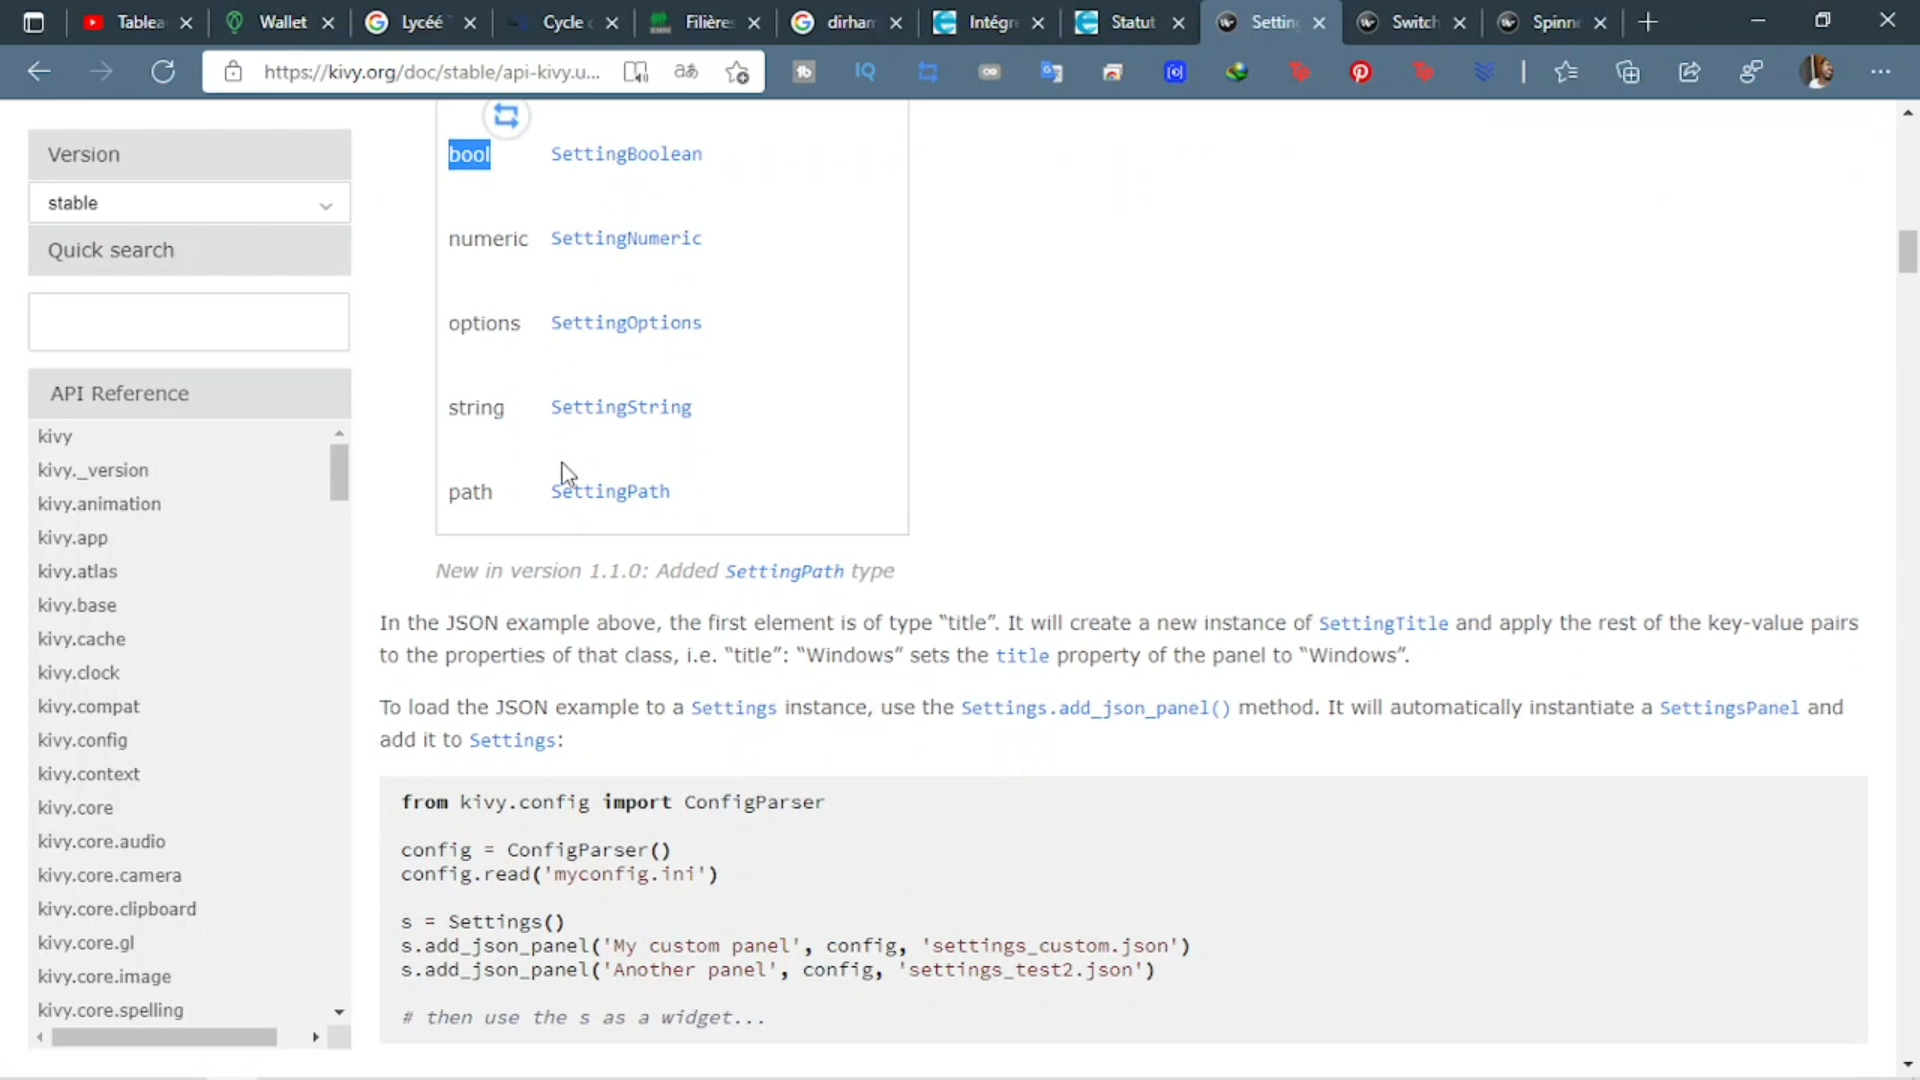 Tablea
Wallet
Lycéé
Cycle
Filières
dirham
Intégr
Statut
Settin
Switch
Spinne
https://kivy.org/doc/stable/api-kivy.u...
Version
stable
Quick search
API Reference
kivy
kivy._version
kivy.animation
kivy.app
kivy.atlas
kivy.base
kivy.cache
kivy.clock
kivy.compat
kivy.config
kivy.context
kivy.core
kivy.core.audio
kivy.core.camera
kivy.core.clipboard
kivy.core.gl
kivy.core.image
kivy.core.spelling
bool SettingBoolean
numeric SettingNumeric
options SettingOptions
string SettingString
path SettingPath
New in version 1.1.0: Added SettingPath type
In the JSON example above, the first element is of type “title”. It will create a new instance of SettingTitle and apply the rest of the key-value pairs
to the properties of that class, i.e. “title”: “Windows” sets the title property of the panel to “Windows”.
To load the JSON example to a Settings instance, use the Settings.add_json_panel() method. It will automatically instantiate a SettingsPanel and
add it to Settings:
from kivy.config import ConfigParser
config = ConfigParser()
config.read('myconfig.ini')
s = Settings()
s.add_json_panel('My custom panel', config, 'settings_custom.json')
s.add_json_panel('Another panel', config, 'settings_test2.json')
# then use the s as a widget...